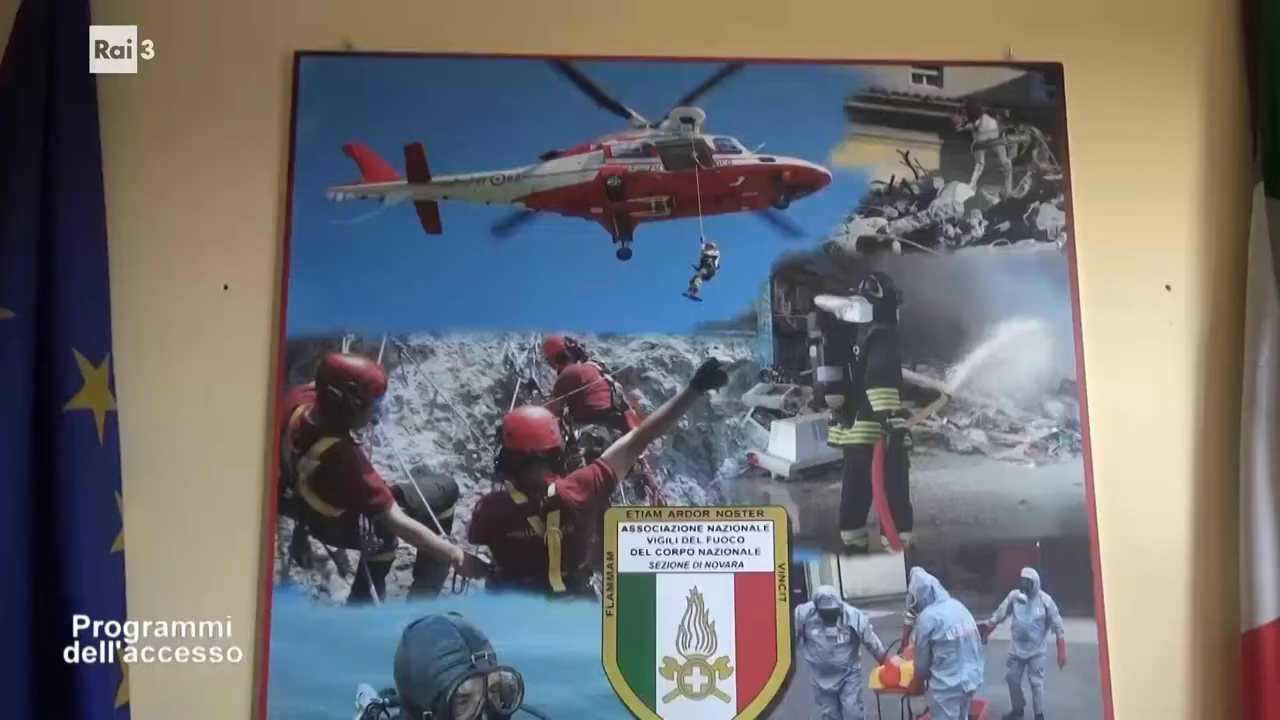 Rai 3
ETIAM ARDOR NOSTER
ASSOCIAZIONE NAZIONALE
VIGILI DEL FUOCO
DEL CORPO NAZIONALE
SEZIONE DI NOVARA
FLAMMAM
VINCIT
Programmi
dell'accesso